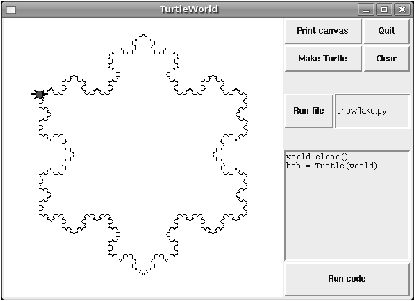 TurtleWorld
Print canvas
Quit
Make Turtle
Clear
Run file
snowflake.py
world.clear()
bob = Turtle(world)
Run code